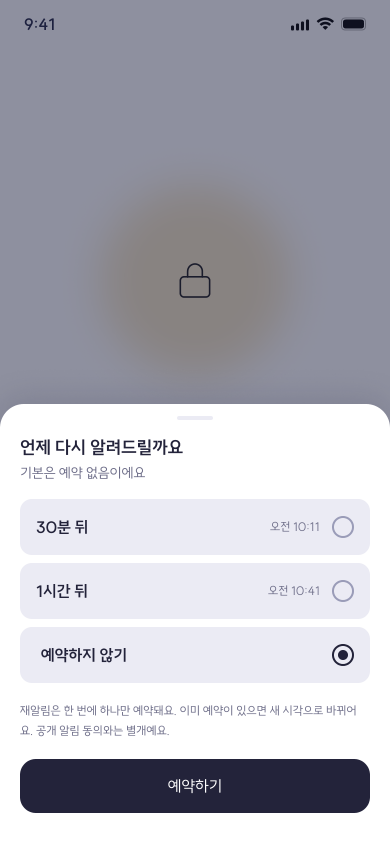 9:41
언제 다시 알려드릴까요
기본은 예약 없음이에요
30분 뒤 오전 10:11
1시간 뒤 오전 10:41
예약하지 않기
재알림은 한 번에 하나만 예약돼요. 이미 예약이 있으면 새 시각으로 바뀌어
요. 공개 알림 동의와는 별개예요.
예약하기